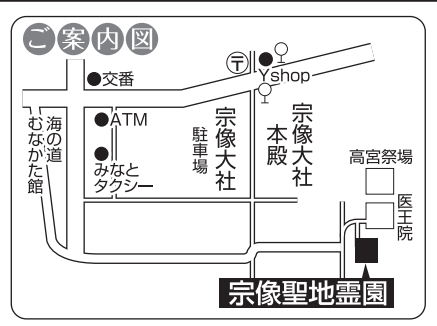 ご案内図
〒
Yshop
●交番
●ATM
●みなと
タクシー
海の道
むなかた館
宗像大社
駐車場
宗像大社
本殿
高宮祭場
医王院
宗像聖地霊園